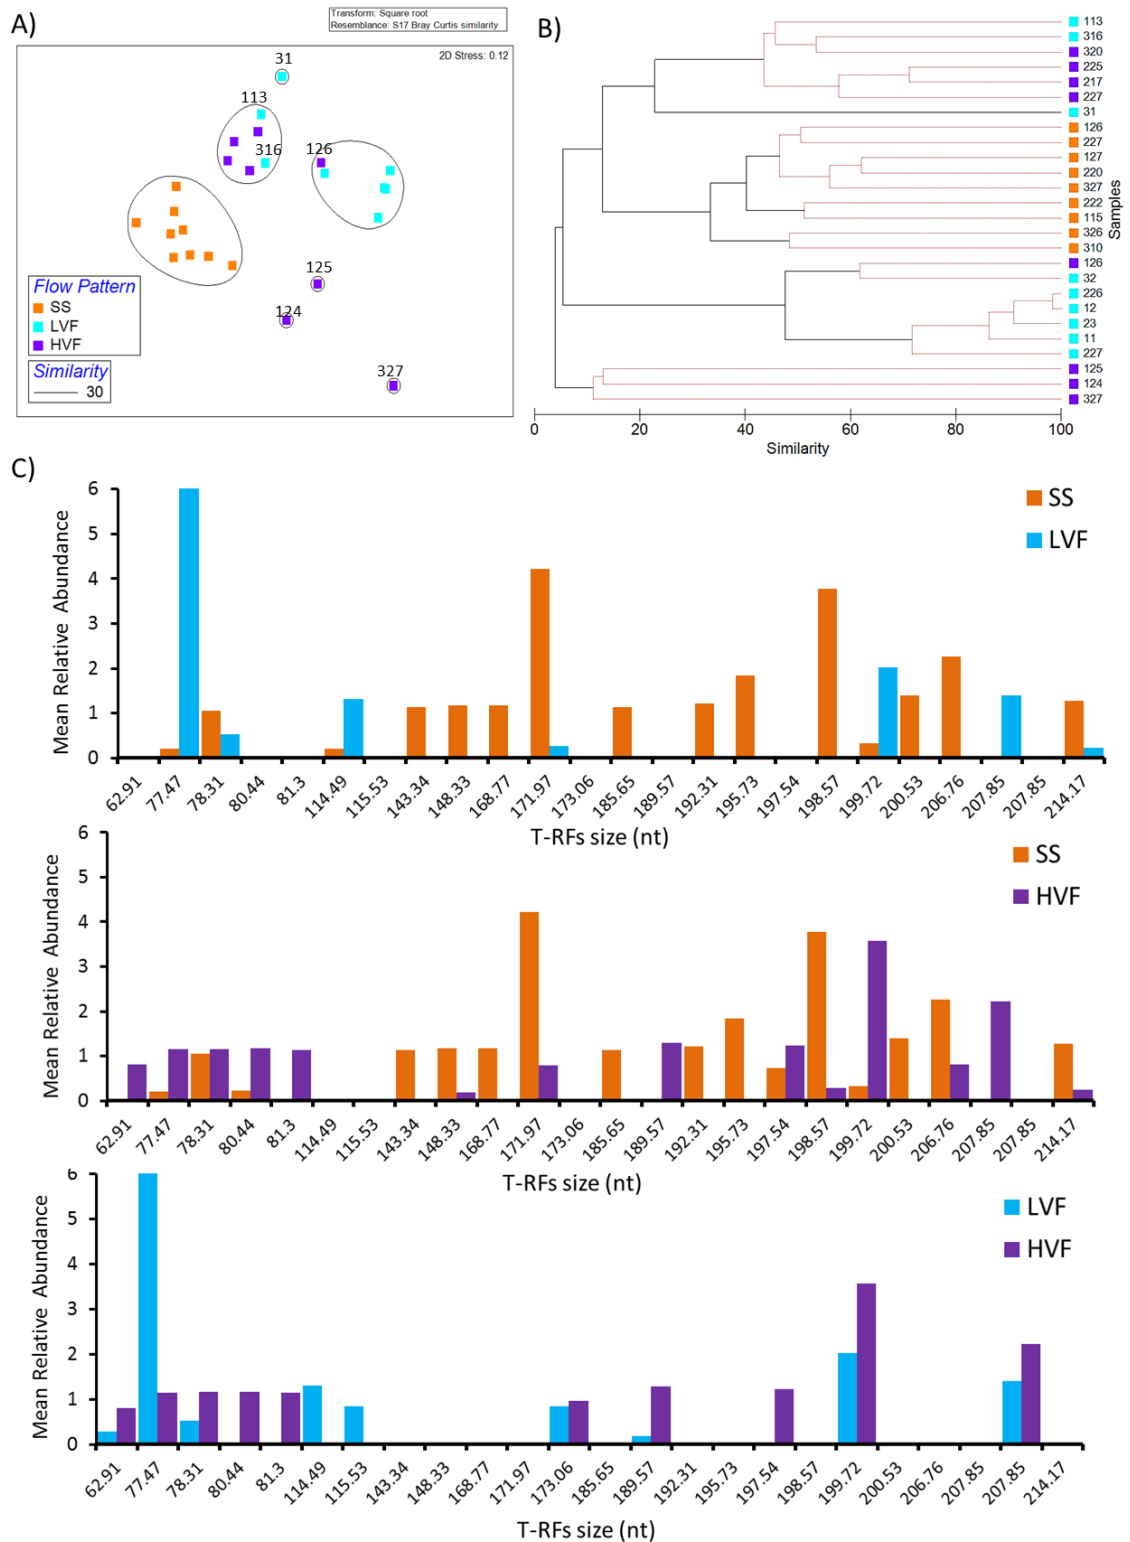 A)
Transform: Square root
Resemblance: S17 Bray Curtis similarity
2D Stress: 0.12
31
113
316
126
125
124
327
Flow Pattern
SS
LVF
HVF
Similarity
30
B)
113
316
320
225
217
227
31
126
227
127
220
327
222
115
326
310
126
32
226
12
23
11
227
125
124
327
Samples
0 20 40 60 80 100
Similarity
C)
Mean Relative Abundance
6
5
4
3
2
1
0
SS
LVF
62.91 77.47 78.31 80.44 81.3 114.49 115.53 143.34 148.33 168.77 171.97 173.06 185.65 189.57 192.31 195.73 197.54 198.57 199.72 200.53 206.76 207.85 207.85 214.17
T-RFs size (nt)
Mean Relative Abundance
6
5
4
3
2
1
0
SS
HVF
62.91 77.47 78.31 80.44 81.3 114.49 115.53 143.34 148.33 168.77 171.97 173.06 185.65 189.57 192.31 195.73 197.54 198.57 199.72 200.53 206.76 207.85 207.85 214.17
T-RFs size (nt)
Mean Relative Abundance
6
5
4
3
2
1
0
LVF
HVF
62.91 77.47 78.31 80.44 81.3 114.49 115.53 143.34 148.33 168.77 171.97 173.06 185.65 189.57 192.31 195.73 197.54 198.57 199.72 200.53 206.76 207.85 207.85 214.17
T-RFs size (nt)